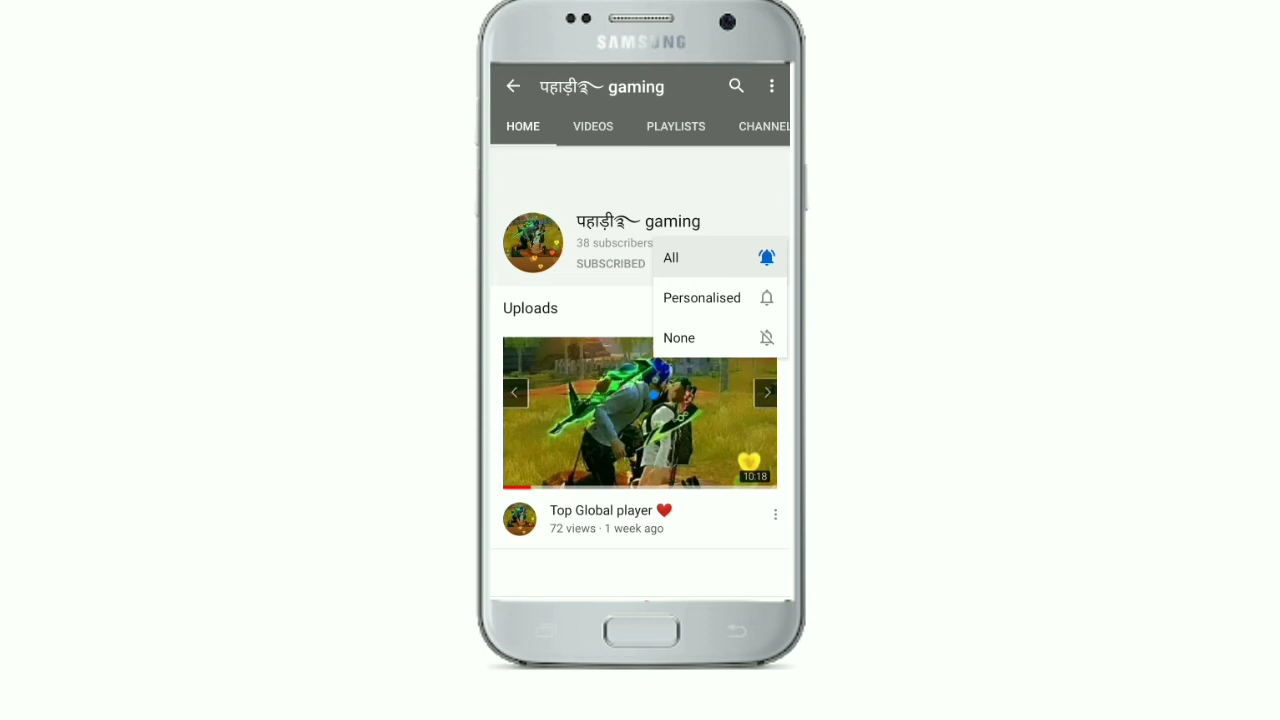 SAMSUNG
पहाड़ी࿐ gaming
HOME VIDEOS PLAYLISTS CHANNEL
पहाड़ी࿐ gaming
38 subscribers
SUBSCRIBED
All
Personalised
None
Uploads
10:18
Top Global player ❤️
72 views · 1 week ago